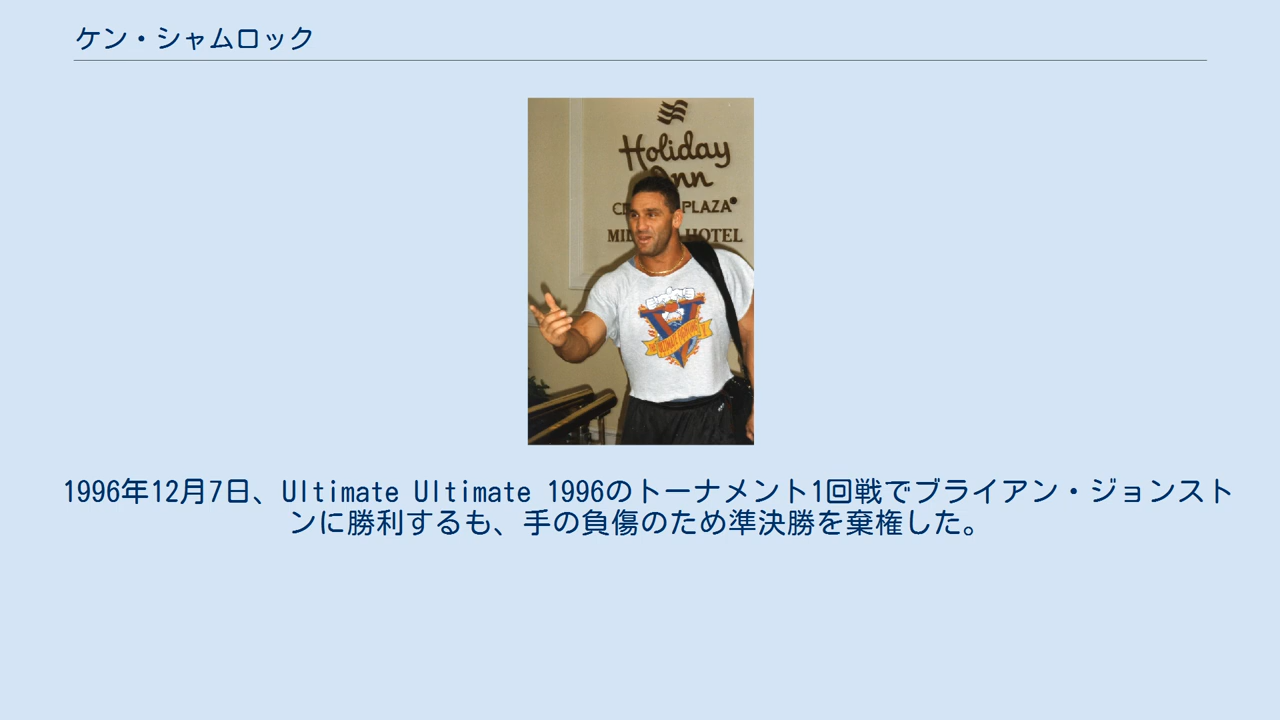 ケン・シャムロック
Holiday
Inn
PLAZA
HOTEL
1996年12月7日、Ultimate Ultimate 1996のトーナメント1回戦でブライアン・ジョンスト
ンに勝利するも、手の負傷のため準決勝を棄権した。